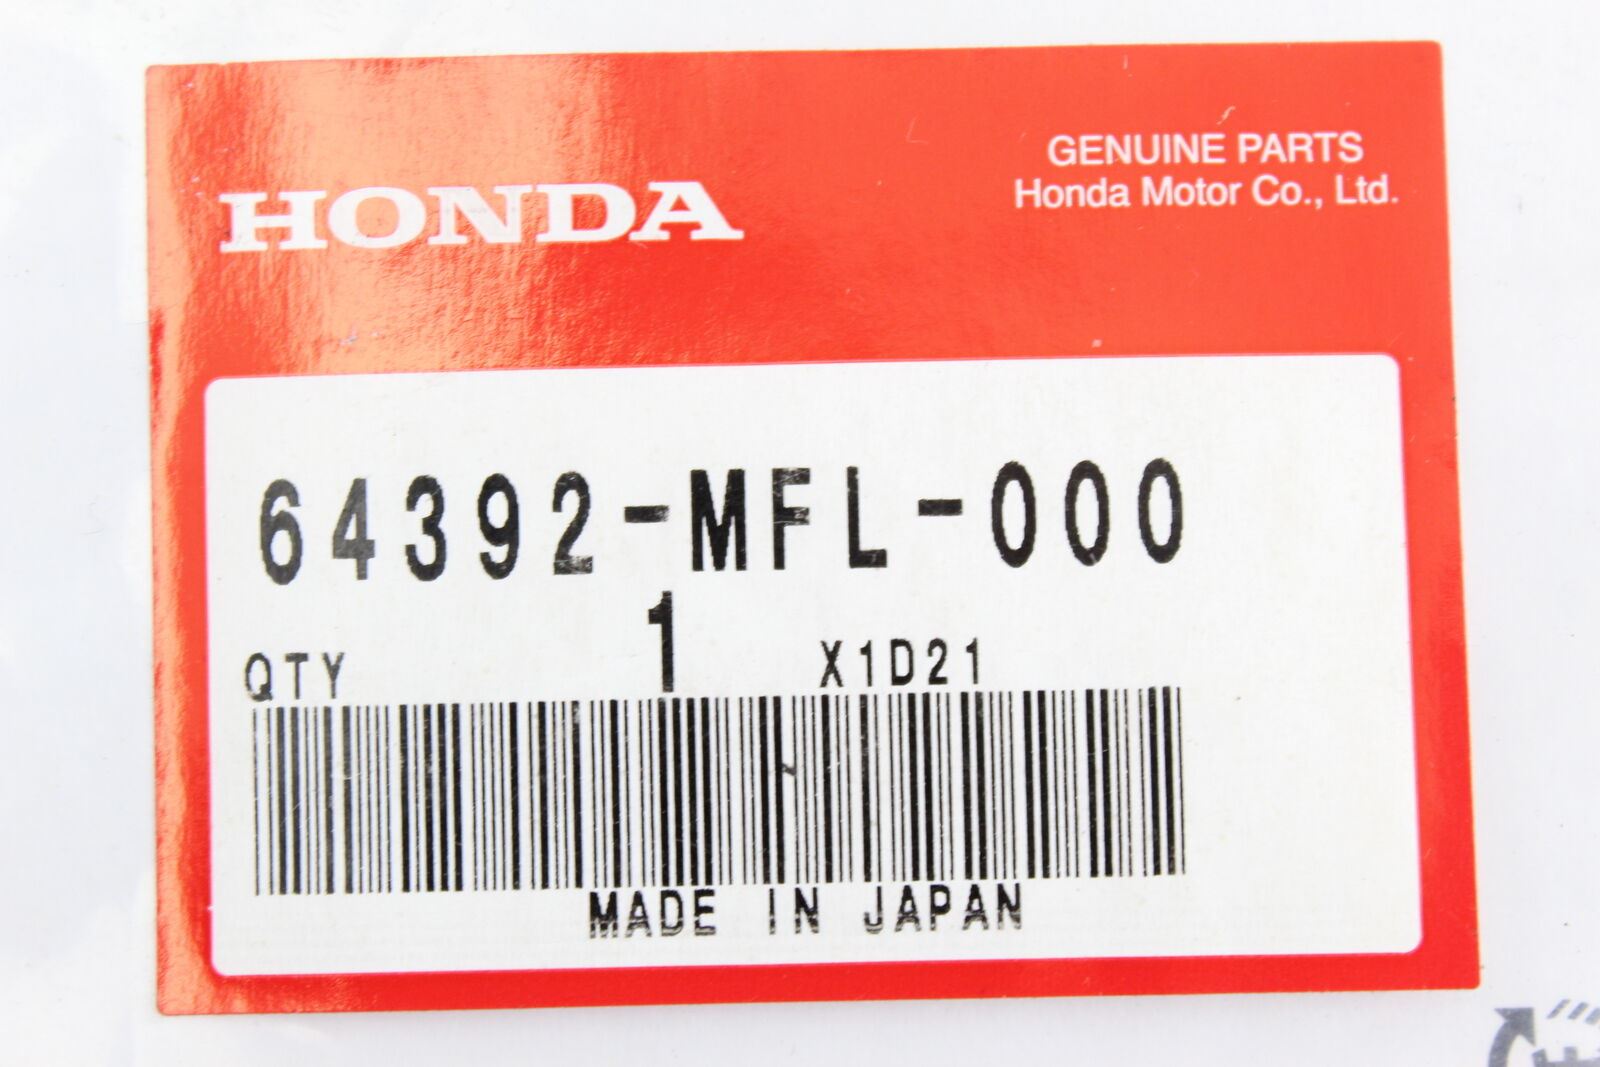 HONDA
GENUINE PARTS
Honda Motor Co., Ltd.
64392-MFL-000
QTY 1 X1D21
MADE IN JAPAN